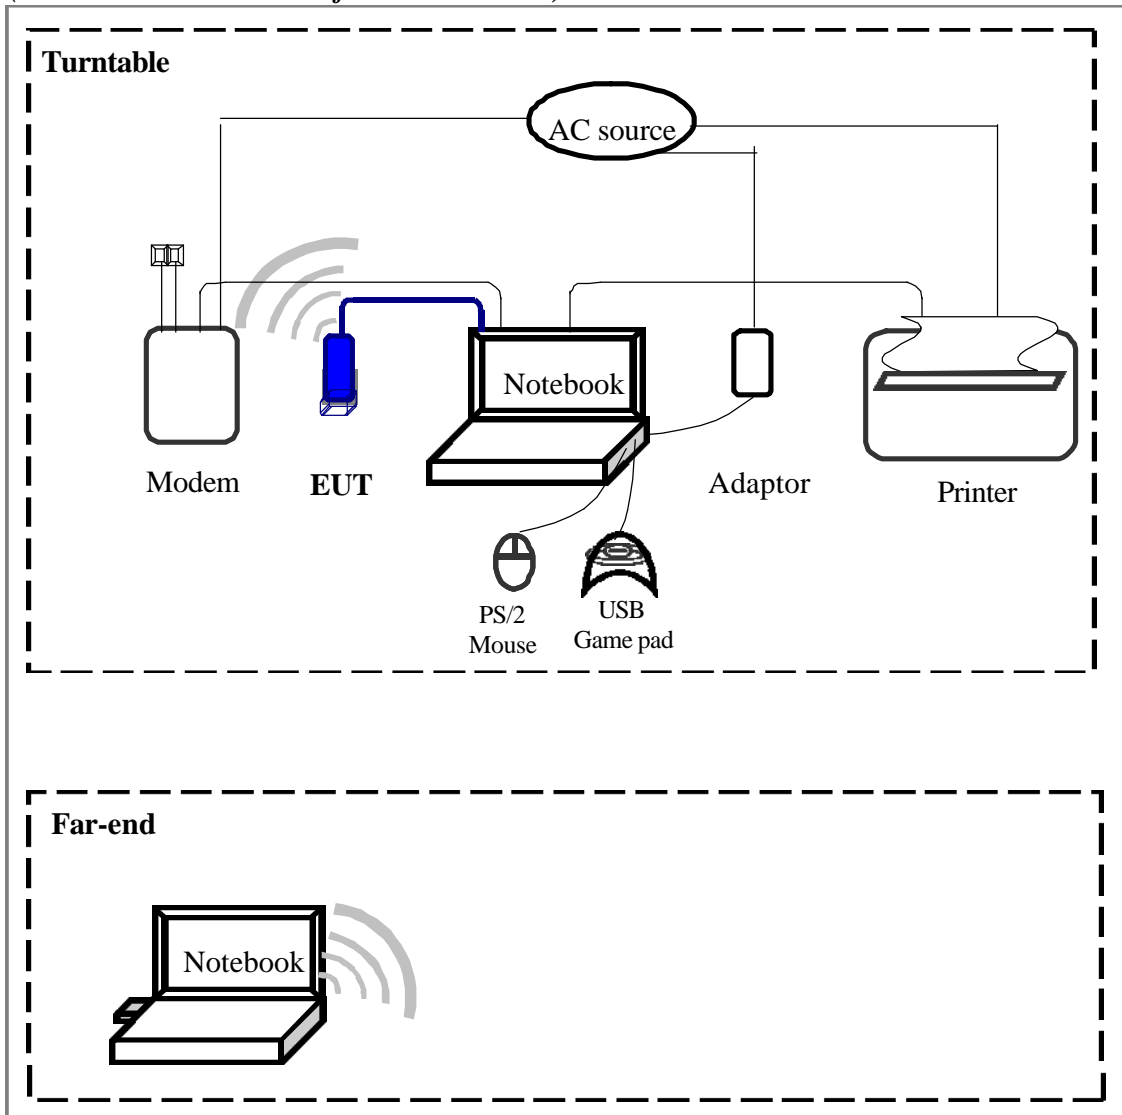 Turntable
AC source
Notebook
Modem
EUT
Adaptor
Printer
PS/2
Mouse
USB
Game pad
Far-end
Notebook